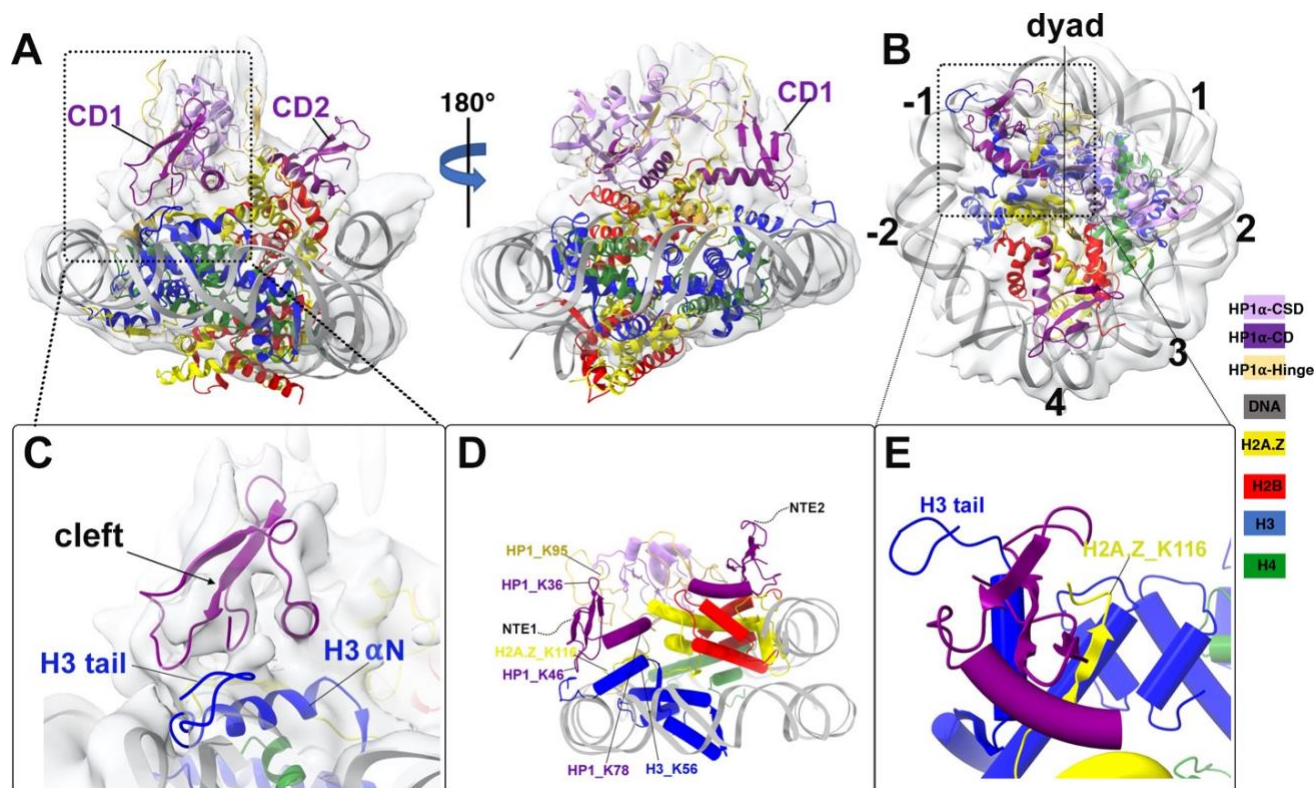 A
CD1
CD2
180°
CD1
B
dyad
-1
1
-2
2
3
4
HP1α-CSD
HP1α-CD
HP1α-Hinge
DNA
H2A.Z
H2B
H3
H4
C
cleft
H3 tail
H3 αN
D
NTE2
HP1_K95
HP1_K36
NTE1
H2A.Z_K116
HP1_K46
HP1_K78
H3_K56
E
H3 tail
H2A.Z_K116